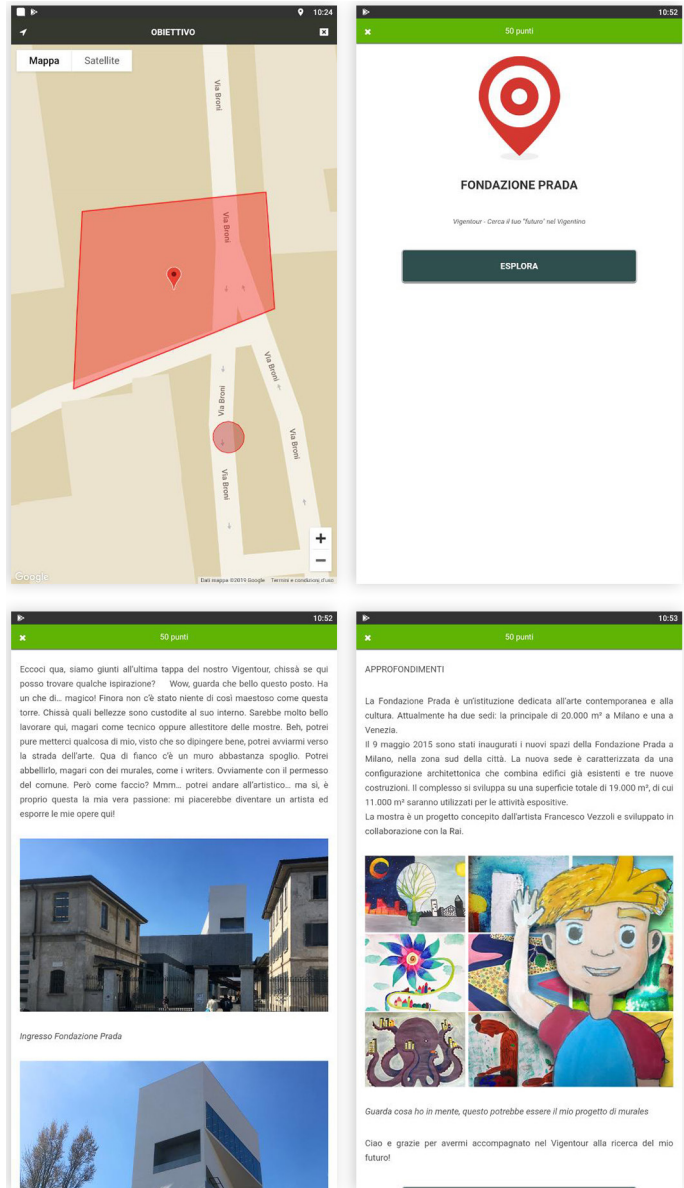 10:24
OBIETTIVO
Mappa Satellite
Via Broni
Via Broni
Via Broni
Via Broni
Via Broni
Via Broni
+
−
Google
Dati mappa ©2019 Google Termini e condizioni d'uso
10:52
50 punti
FONDAZIONE PRADA
Vigentour - Cerca il tuo "futuro" nel Vigentino
ESPLORA
10:52
50 punti
Eccoci qua, siamo giunti all'ultima tappa del nostro Vigentour, chissà se qui
posso trovare qualche ispirazione? Wow, guarda che bello questo posto. Ha
un che di… magico! Finora non c'è stato niente di così maestoso come questa
torre. Chissà quali bellezze sono custodite al suo interno. Sarebbe molto bello
lavorare qui, magari come tecnico oppure allestitore delle mostre. Beh, potrei
pure metterci qualcosa di mio, visto che so dipingere bene, potrei avviarmi verso
la strada dell'arte. Qua di fianco c'è un muro abbastanza spoglio. Potrei
abbellirlo, magari con dei murales, come i writers. Ovviamente con il permesso
del comune. Però come faccio? Mmm… potrei andare all'artistico… ma sì, è
proprio questa la mia vera passione: mi piacerebbe diventare un artista ed
esporre le mie opere qui!
Ingresso Fondazione Prada
10:53
50 punti
APPROFONDIMENTI
La Fondazione Prada è un'istituzione dedicata all'arte contemporanea e alla
cultura. Attualmente ha due sedi: la principale di 20.000 m² a Milano e una a
Venezia.
Il 9 maggio 2015 sono stati inaugurati i nuovi spazi della Fondazione Prada a
Milano, nella zona sud della città. La nuova sede è caratterizzata da una
configurazione architettonica che combina edifici già esistenti e tre nuove
costruzioni. Il complesso si sviluppa su una superficie totale di 19.000 m², di cui
11.000 m² saranno utilizzati per le attività espositive.
La mostra è un progetto concepito dall'artista Francesco Vezzoli e sviluppato in
collaborazione con la Rai.
Guarda cosa ho in mente, questo potrebbe essere il mio progetto di murales
Ciao e grazie per avermi accompagnato nel Vigentour alla ricerca del mio
futuro!